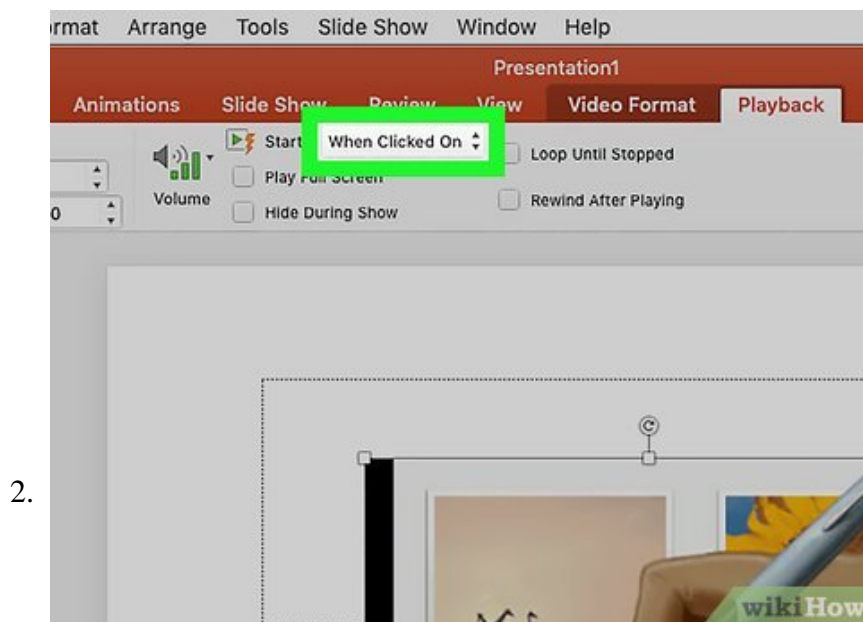 Arrange Tools Slide Show Window Help
Presentation1
Animations Slide Show Review View Video Format Playback
Start When Clicked On Loop Until Stopped
Play Full Screen
Volume Rewind After Playing
0 Hide During Show
2.
wikiHow